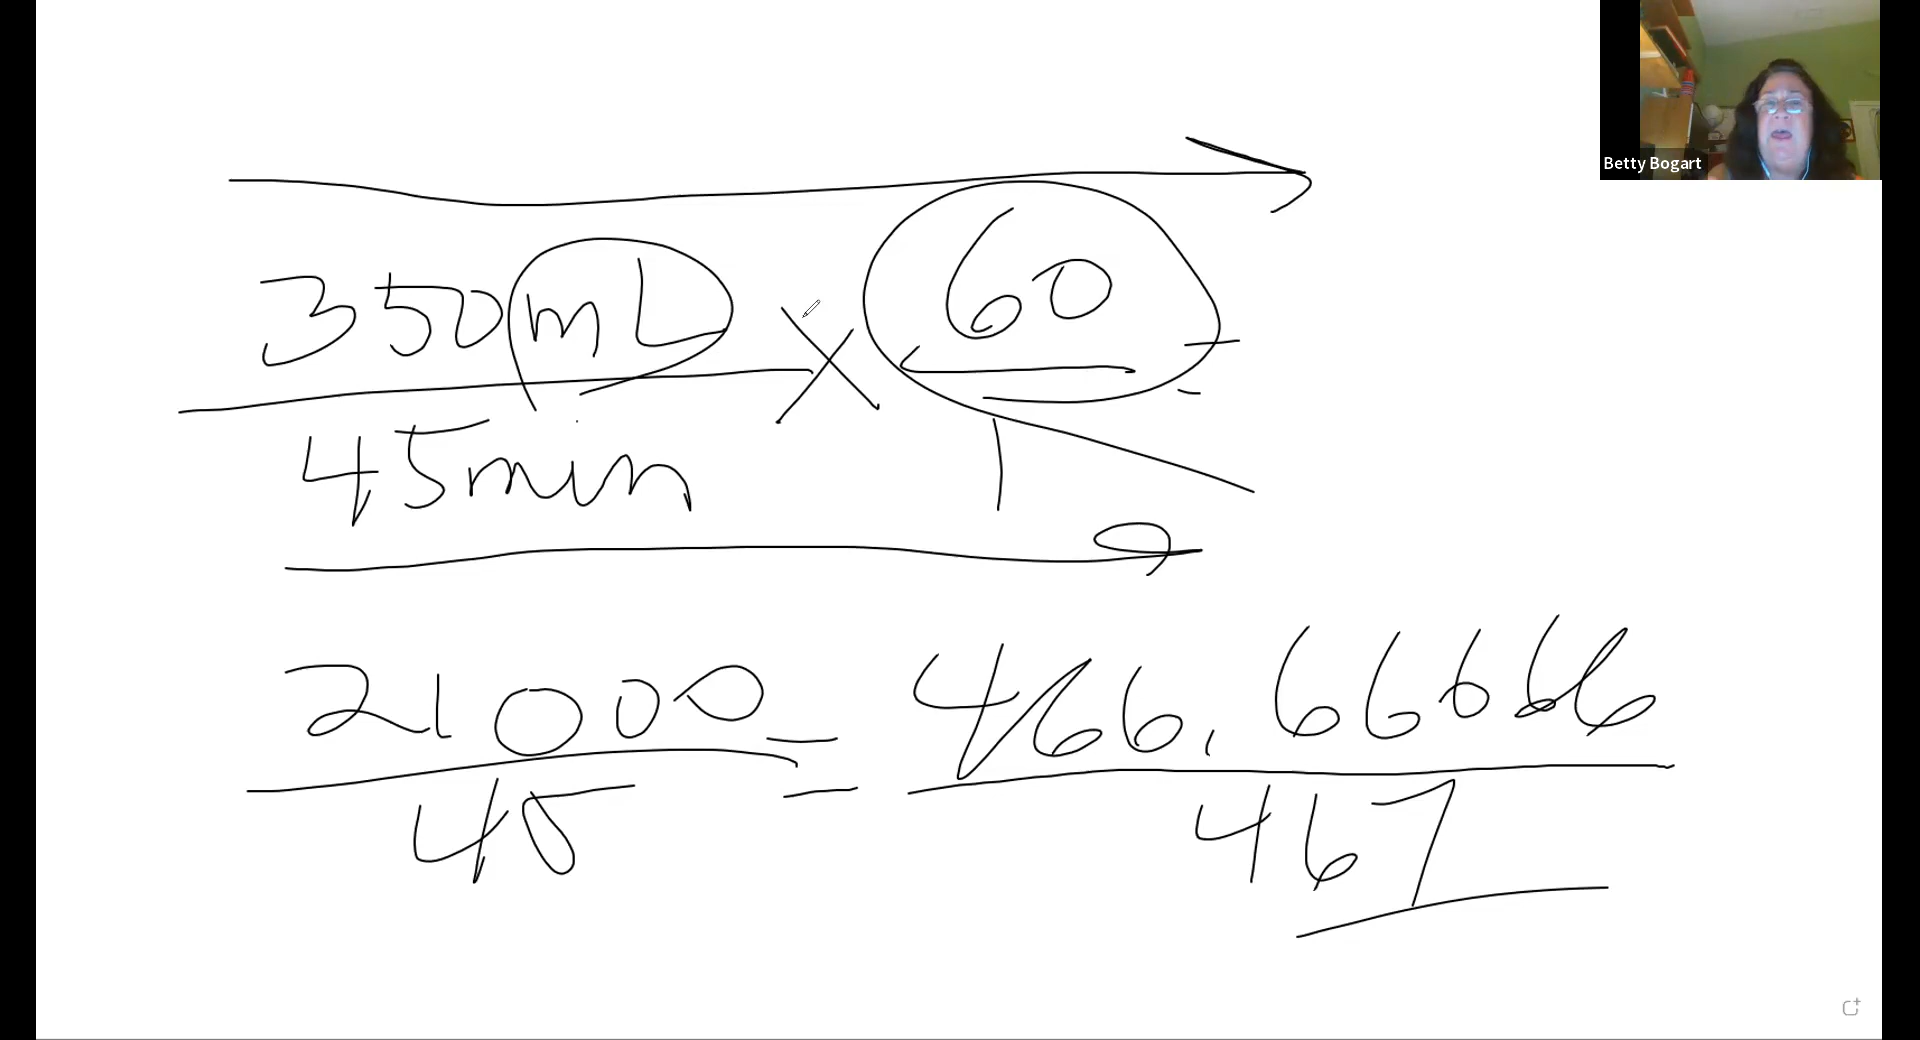 Betty Bogart
350mL X 60 =
45min 1
21000 = 466.66666
45 467